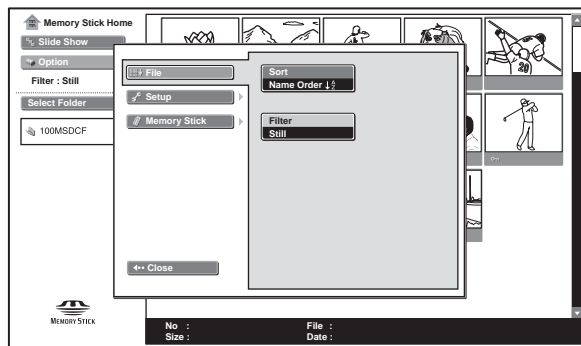 Memory Stick Home
Slide Show
Option
Filter : Still
Select Folder
100MSDCF
MEMORY STICK
File
Setup
Memory Stick
Close
Sort
Name Order ↓A Z
Filter
Still
20
No :
File :
Size :
Date :